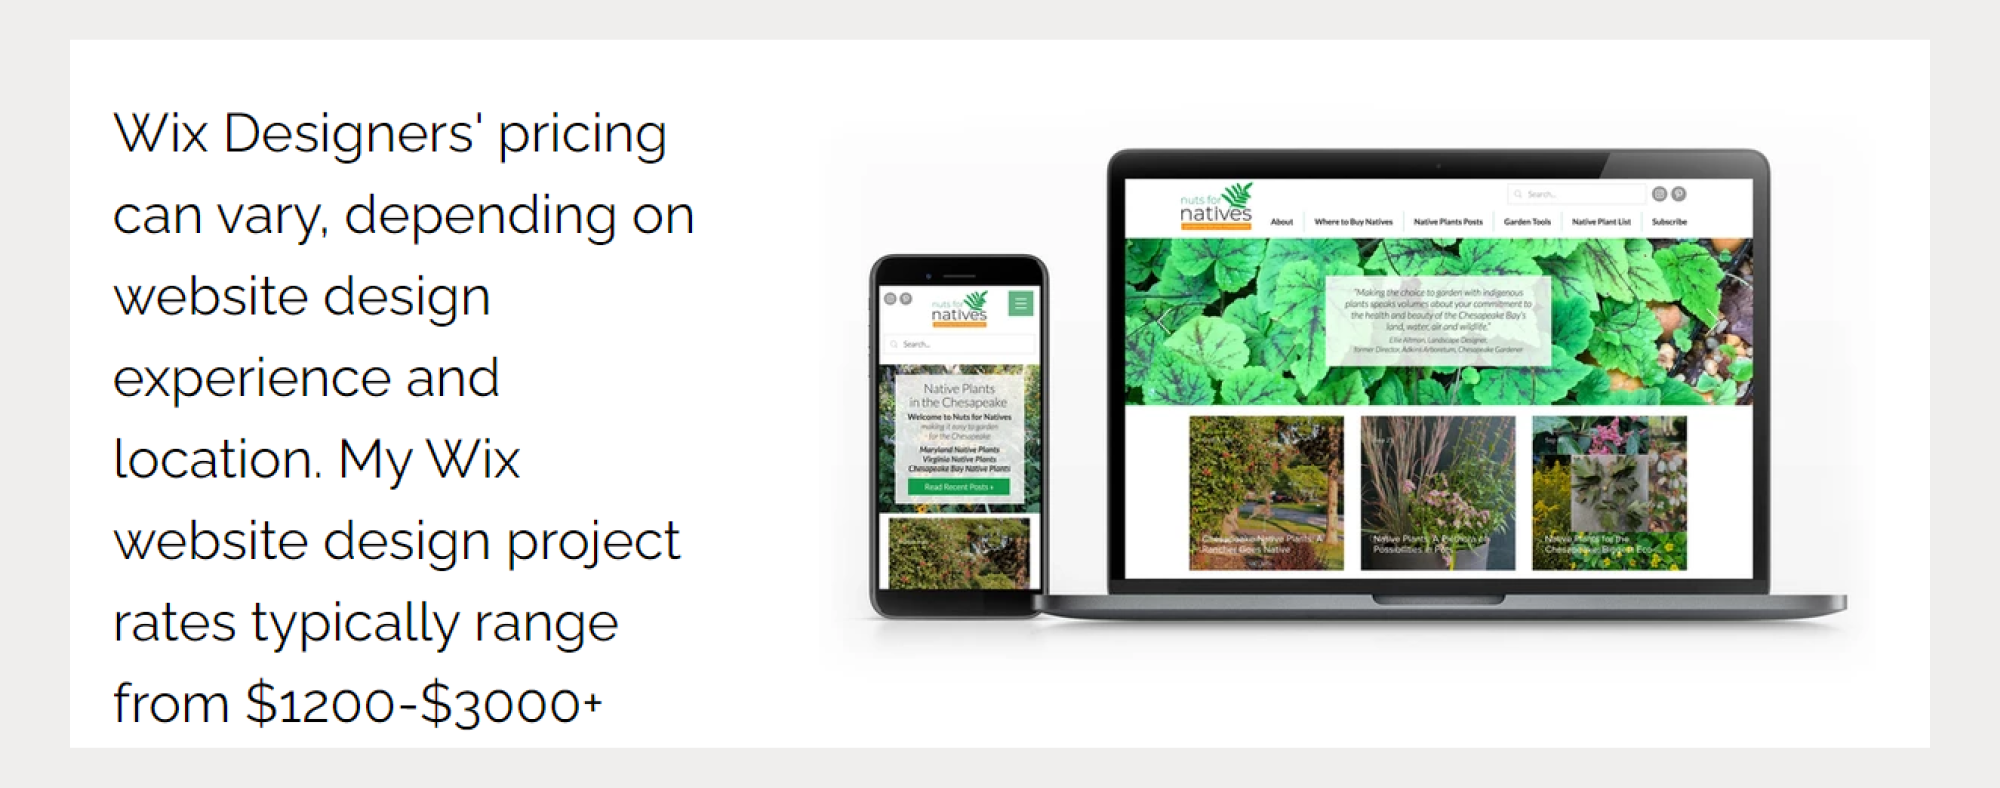 Wix Designers' pricing
can vary, depending on
website design
experience and
location. My Wix
website design project
rates typically range
from $1200-$3000+
nuts for
natives
Search...
Native Plants
in the Chesapeake
Welcome to Nuts for Natives
making it easy to garden
for the Chesapeake
Maryland Native Plants
Virginia Native Plants
Chesapeake Bay Native Plants
Read Recent Posts
nuts for
natives
Search...
About
Where to Buy Natives
Native Plants Posts
Garden Tools
Native Plant List
Subscribe
"Making the choice to garden with indigenous
plants speaks volumes about your commitment to
the health and beauty of the Chesapeake Bay's
land, water, air and wildlife."
Ellie Altman, Landscape Designer,
former Director, Adkins Arboretum, Chesapeake Gardener
Chesapeake Native Plants: A
Rancher Goes Native
Native Plants: A Plethora of
Possibilities in Pots
Native Plants for the
Chesapeake: Biggest Eco-